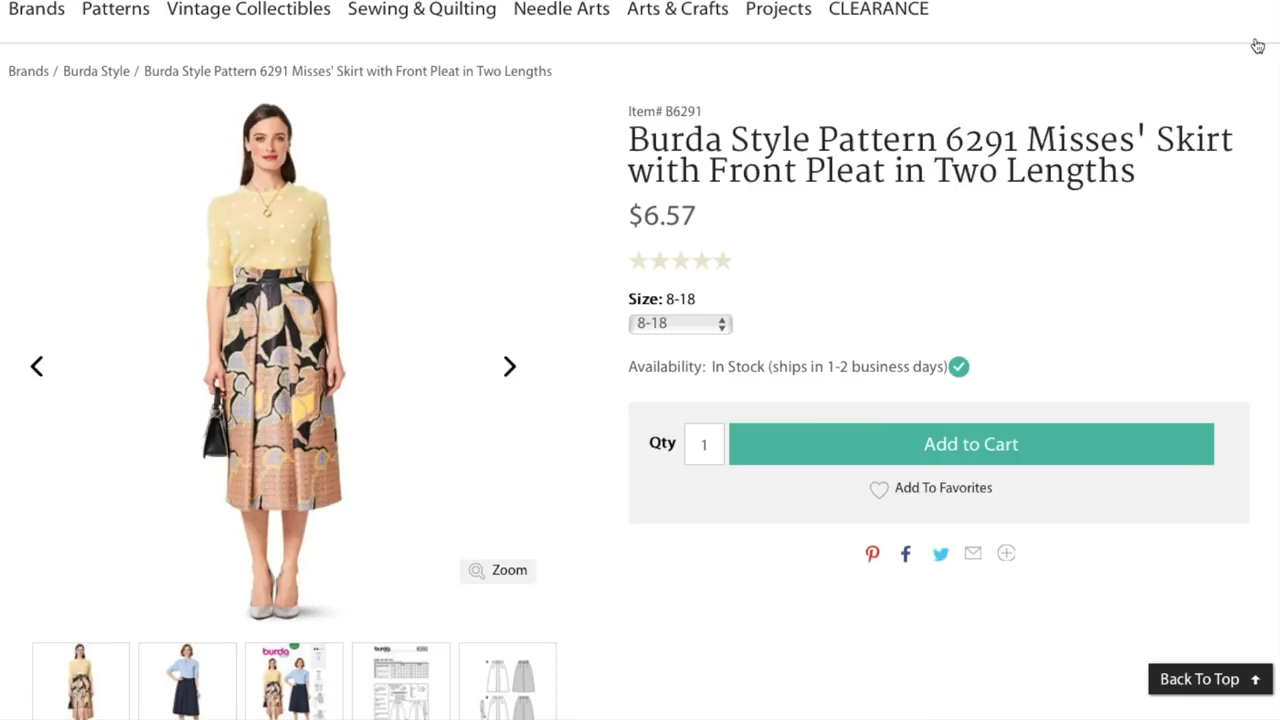 Brands Patterns Vintage Collectibles Sewing & Quilting Needle Arts Arts & Crafts Projects CLEARANCE
Brands / Burda Style / Burda Style Pattern 6291 Misses' Skirt with Front Pleat in Two Lengths
Item# B6291
Burda Style Pattern 6291 Misses' Skirt
with Front Pleat in Two Lengths
$6.57
Size: 8-18
8-18
Availability: In Stock (ships in 1-2 business days)
Qty 1 Add to Cart
Add To Favorites
Zoom
burda
burda 6291
Back To Top